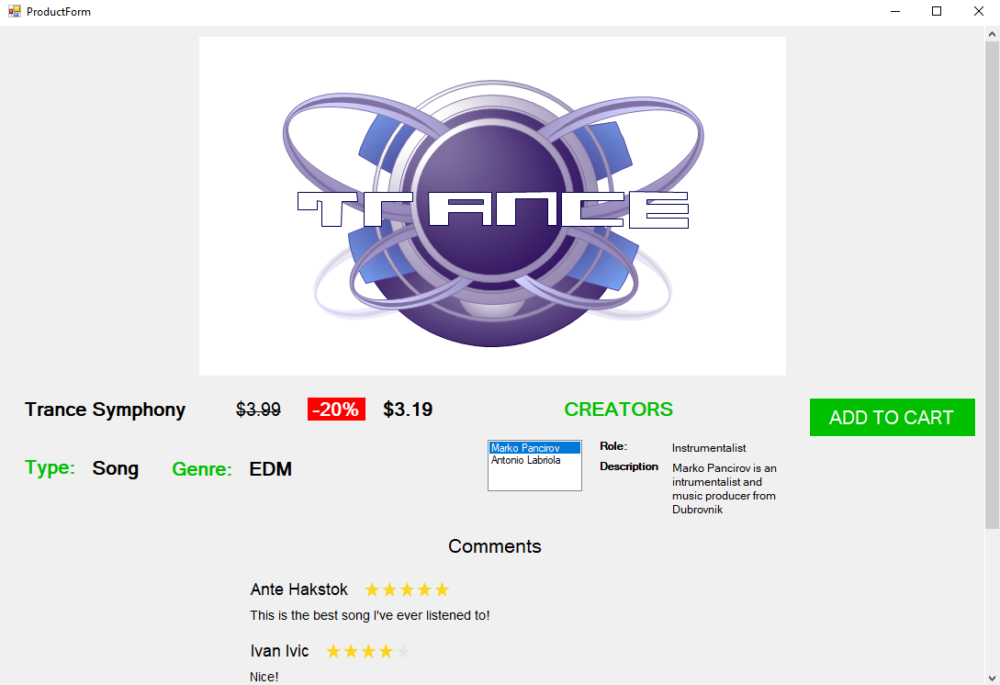 ProductForm
TRANCE
Trance Symphony $3.99 -20% $3.19
CREATORS
ADD TO CART
Marko Pancirov
Antonio Labriola
Role: Instrumentalist
Description Marko Pancirov is an
intrumentalist and
music producer from
Dubrovnik
Type: Song Genre: EDM
Comments
Ante Hakstok
This is the best song I've ever listened to!
Ivan Ivic
Nice!